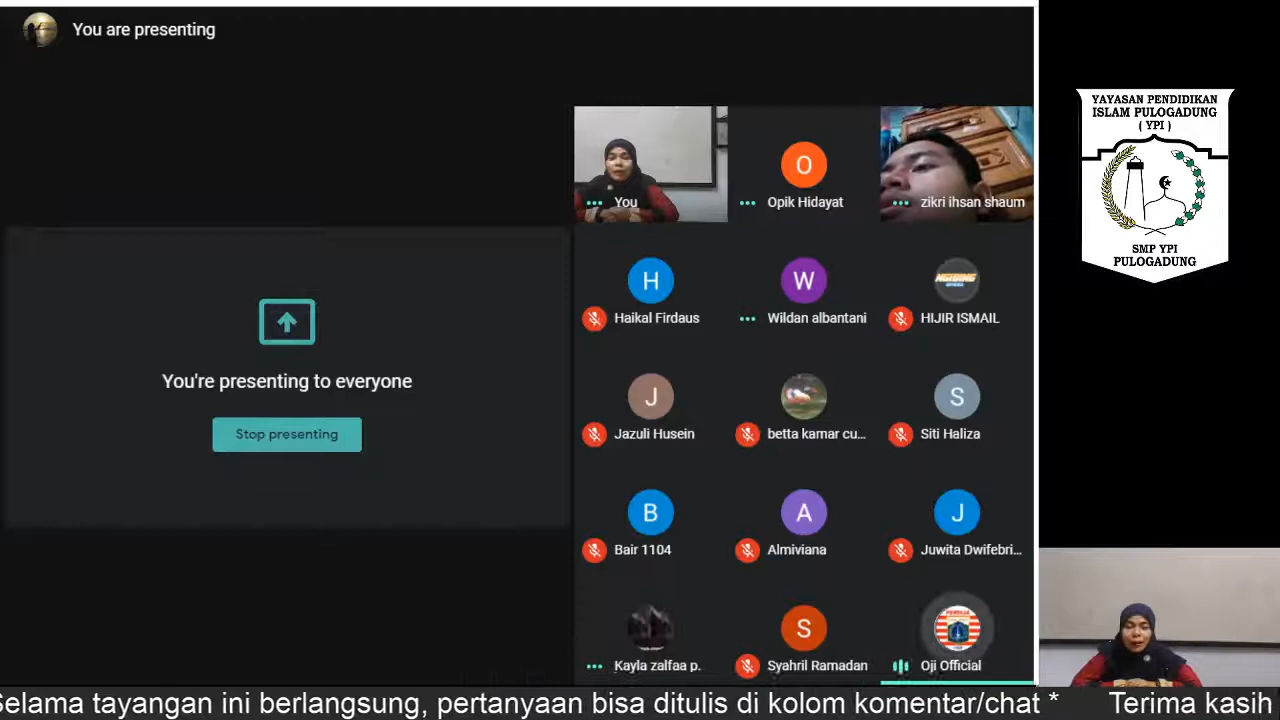 You are presenting
You
Opik Hidayat
zikri ihsan shaum
O
H
W
Haikal Firdaus
Wildan albantani
HIJIR ISMAIL
You're presenting to everyone
Stop presenting
J
S
Jazuli Husein
betta kamar cu...
Siti Haliza
B
A
J
Bair 1104
Almiviana
Juwita Dwifebri...
S
Kayla zalfaa p.
Syahril Ramadan
Oji Official
YAYASAN PENDIDIKAN
ISLAM PULOGADUNG
( YPI )
SMP YPI
PULOGADUNG
Selama tayangan ini berlangsung, pertanyaan bisa ditulis di kolom komentar/chat * Terima kasih